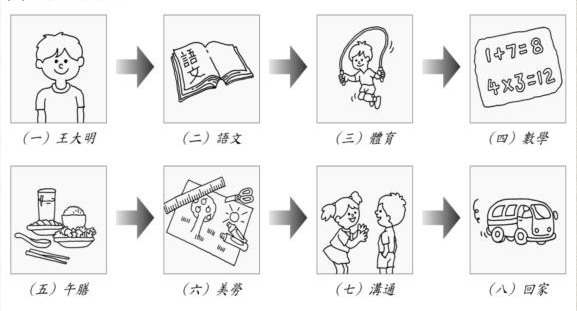 語文
1+7=8
4×3=12
(一)王大明
(二)語文
(三)體育
(四)數學
(五)午膳
(六)美勞
(七)溝通
(八)回家